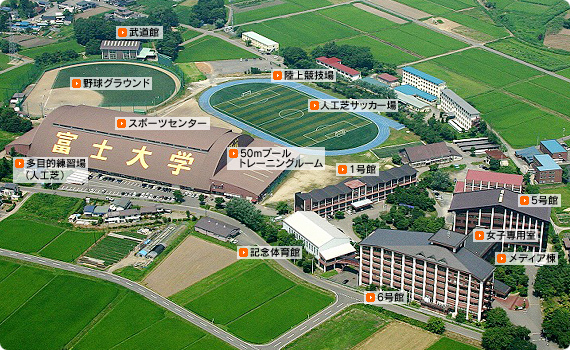 武道館
野球グラウンド
陸上競技場
人工芝サッカー場
スポーツセンター
富士大学
50mプール
トレーニングルーム
多目的練習場
(人工芝)
1号館
5号館
女子専用室
メディア棟
記念体育館
6号館